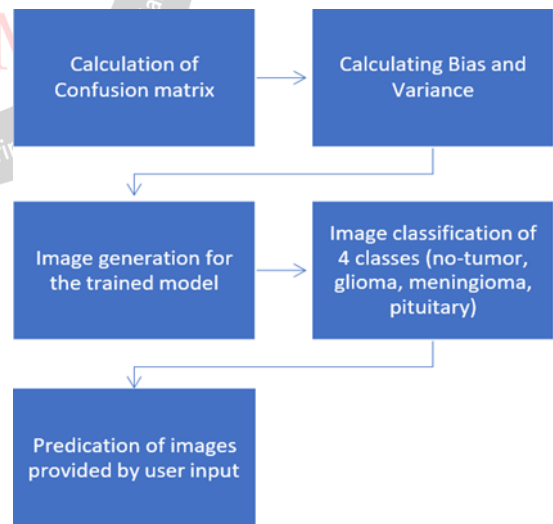 Calculation of
Confusion matrix
Calculating Bias and
Variance
Image generation for
the trained model
Image classification of
4 classes (no-tumor,
glioma, meningioma,
pituitary)
Predication of images
provided by user input